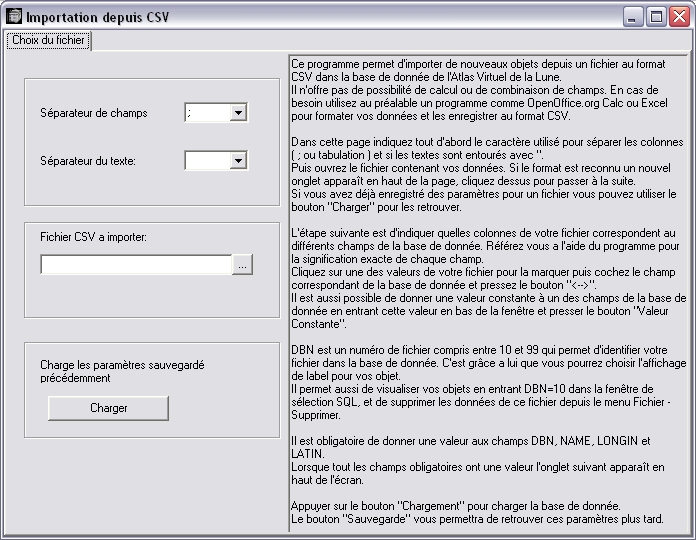 Importation depuis CSV
Choix du fichier
Séparateur de champs
;
Séparateur du texte:
Fichier CSV a importer:
...
Charge les paramètres sauvegardé
précédemment
Charger
Ce programme permet d'importer de nouveaux objets depuis un fichier au format
CSV dans la base de donnée de l'Atlas Virtuel de la Lune.
Il n'offre pas de possibilité de calcul ou de combinaison de champs. En cas de
besoin utilisez au préalable un programme comme OpenOffice.org Calc ou Excel
pour formater vos données et les enregistrer au format CSV.
Dans cette page indiquez tout d'abord le caractère utilisé pour séparer les colonnes
( ; ou tabulation ) et si les textes sont entourés avec ".
Puis ouvrez le fichier contenant vos données. Si le format est reconnu un nouvel
onglet apparaît en haut de la page, cliquez dessus pour passer à la suite.
Si vous avez déjà enregistré des paramètres pour un fichier vous pouvez utiliser le
bouton "Charger" pour les retrouver.
L'étape suivante est d'indiquer quelles colonnes de votre fichier correspondent au
différents champs de la base de donnée. Référez vous a l'aide du programme pour
la signification exacte de chaque champ.
Cliquez sur une des valeurs de votre fichier pour la marquer puis cochez le champ
correspondant de la base de donnée et pressez le bouton "<-->".
Il est aussi possible de donner une valeur constante à un des champs de la base de
donnée en entrant cette valeur en bas de la fenêtre et presser le bouton "Valeur
Constante".
DBN est un numéro de fichier compris entre 10 et 99 qui permet d'identifier votre
fichier dans la base de donnée. C'est grâce a lui que vous pourrez choisir l'affichage
de label pour vos objet.
Il permet aussi de visualiser vos objets en entrant DBN=10 dans la fenêtre de
sélection SQL, et de supprimer les données de ce fichier depuis le menu Fichier -
Supprimer.
Il est obligatoire de donner une valeur aux champs DBN, NAME, LONGIN et
LATIN.
Lorsque tout les champs obligatoires ont une valeur l'onglet suivant apparaît en
haut de l'écran.
Appuyer sur le bouton "Chargement" pour charger la base de donnée.
Le bouton "Sauvegarde" vous permettra de retrouver ces paramètres plus tard.